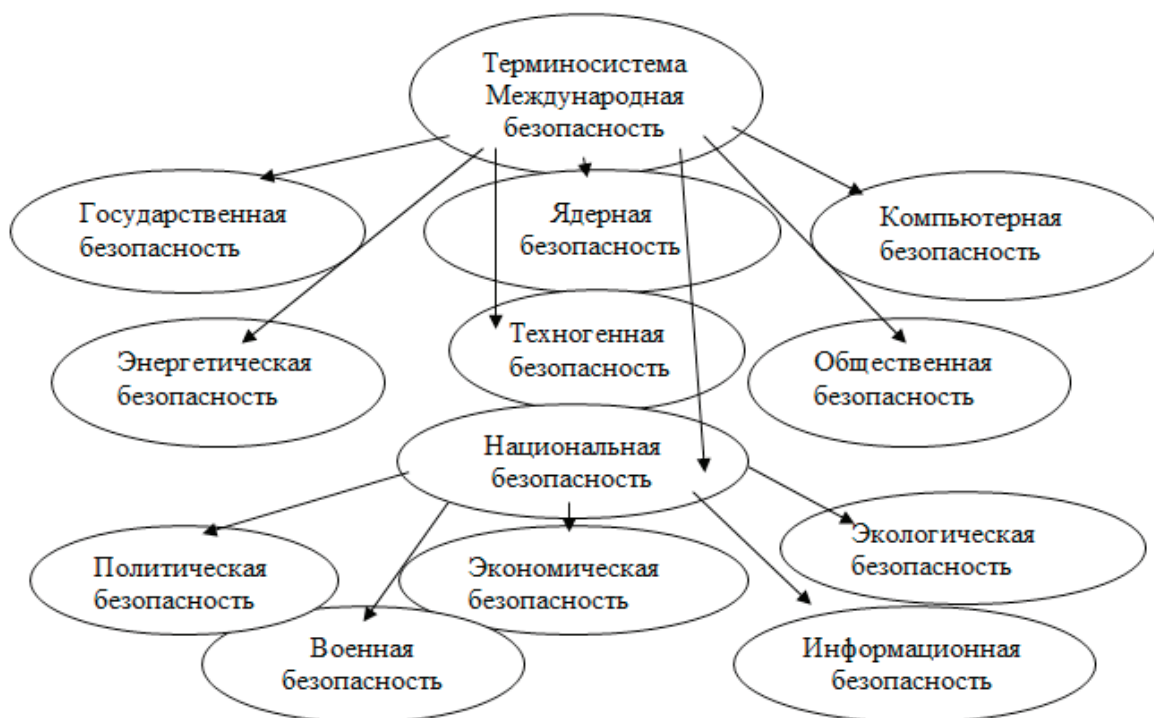 Терминосистема
Международная
безопасность
Государственная
безопасность
Ядерная
безопасность
Компьютерная
безопасность
Энергетическая
безопасность
Техногенная
безопасность
Общественная
безопасность
Национальная
безопасность
Политическая
безопасность
Экономическая
безопасность
Экологическая
безопасность
Военная
безопасность
Информационная
безопасность